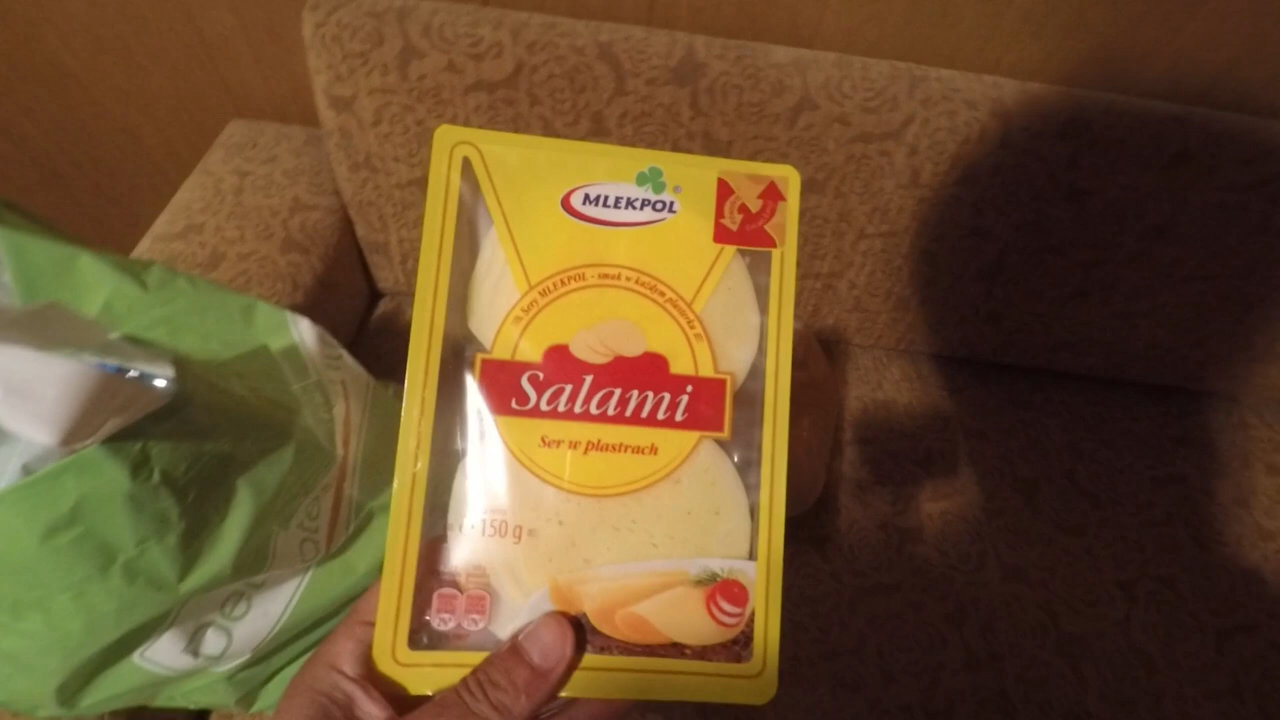 MLEKPOL®
Sery MLEKPOL - smak w każdym plasterku
Salami
Ser w plastrach
e 150 g